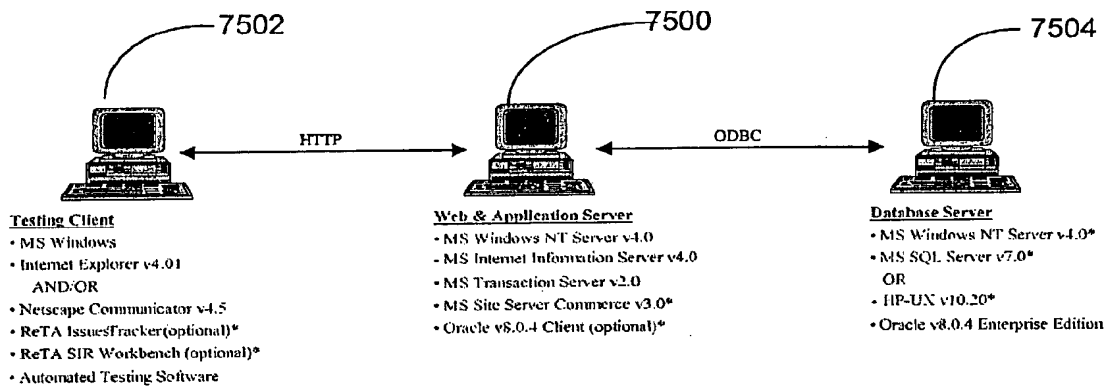 7502
7500
7504
HTTP
ODBC
Testing Client
• MS Windows
• Internet Explorer v4.01
AND/OR
• Netscape Communicator v4.5
• ReTA IssuesTracker(optional)*
• ReTA SIR Workbench (optional)*
• Automated Testing Software
Web & Application Server
• MS Windows NT Server v4.0
- MS Internet Information Server v4.0
• MS Transaction Server v2.0
• MS Site Server Commerce v3.0*
• Oracle v8.0.4 Client (optional)*
Database Server
• MS Windows NT Server v4.0*
• MS SQL Server v7.0*
OR
• HP-UX v10.20*
• Oracle v8.0.4 Enterprise Edition